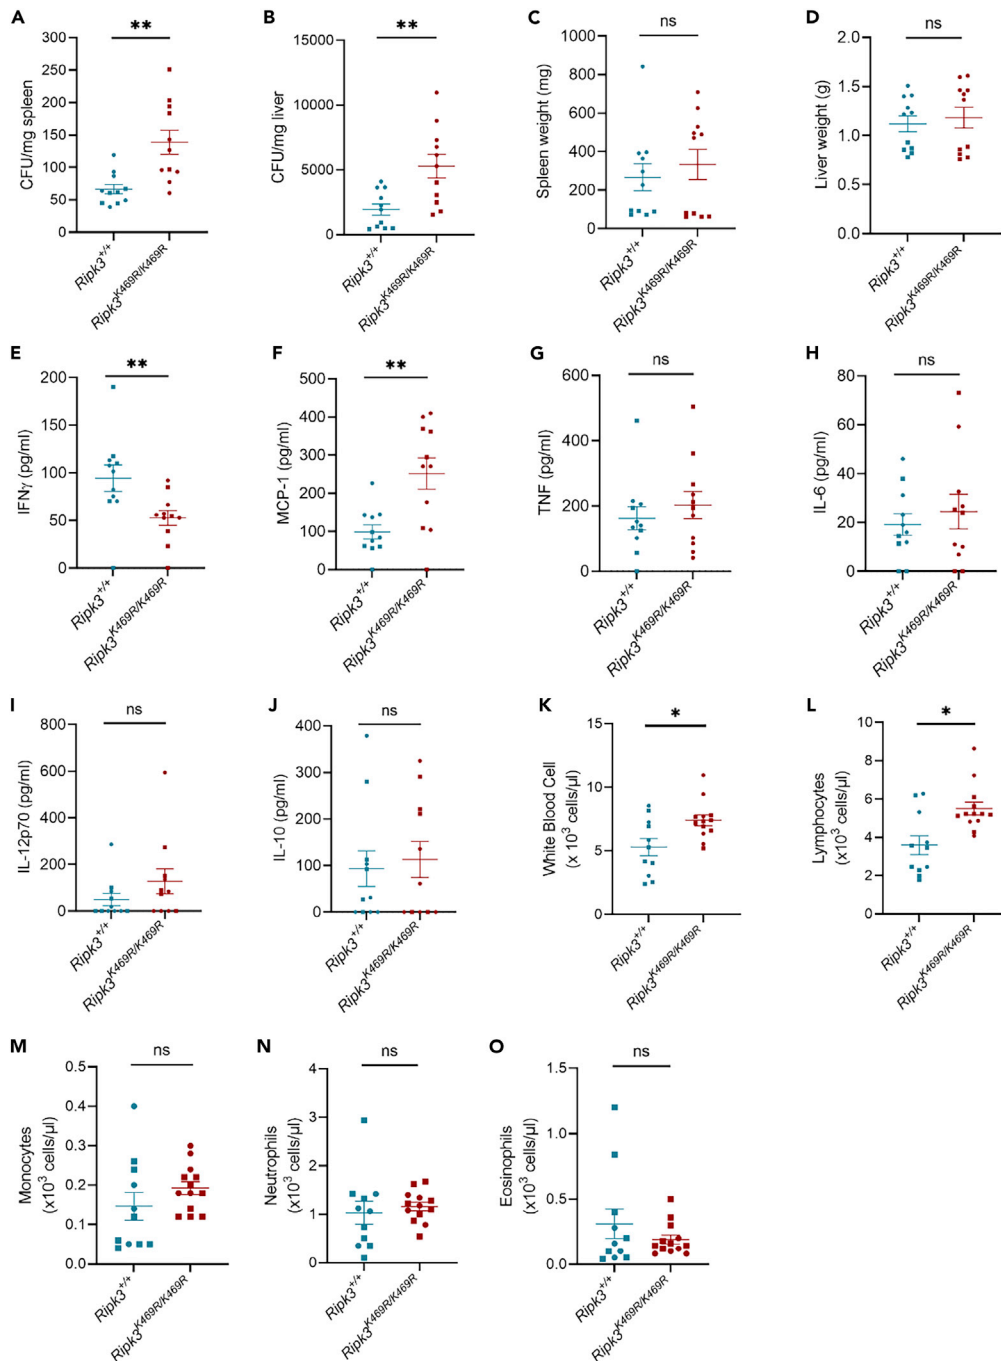 A
**
CFU/mg spleen
300
250
200
150
100
50
0
Ripk3+/+
Ripk3K469R/K469R
B
**
CFU/mg liver
15000
10000
5000
0
Ripk3+/+
Ripk3K469R/K469R
C
ns
Spleen weight (mg)
1000
800
600
400
200
0
Ripk3+/+
Ripk3K469R/K469R
D
ns
Liver weight (g)
2.0
1.5
1.0
0.5
0.0
Ripk3+/+
Ripk3K469R/K469R
E
**
IFNγ (pg/ml)
200
150
100
50
0
Ripk3+/+
Ripk3K469R/K469R
F
**
MCP-1 (pg/ml)
500
400
300
200
100
0
Ripk3+/+
Ripk3K469R/K469R
G
ns
TNF (pg/ml)
600
400
200
0
Ripk3+/+
Ripk3K469R/K469R
H
ns
IL-6 (pg/ml)
80
60
40
20
0
Ripk3+/+
Ripk3K469R/K469R
I
ns
IL-12p70 (pg/ml)
800
600
400
200
0
Ripk3+/+
Ripk3K469R/K469R
J
ns
IL-10 (pg/ml)
400
300
200
100
0
Ripk3+/+
Ripk3K469R/K469R
K
*
White Blood Cell
(x 10³ cells/µl)
15
10
5
0
Ripk3+/+
Ripk3K469R/K469R
L
*
Lymphocytes
(x10³ cells/µl)
10
8
6
4
2
0
Ripk3+/+
Ripk3K469R/K469R
M
ns
Monocytes
(x10³ cells/µl)
0.5
0.4
0.3
0.2
0.1
0.0
Ripk3+/+
Ripk3K469R/K469R
N
ns
Neutrophils
(x10³ cells/µl)
4
3
2
1
0
Ripk3+/+
Ripk3K469R/K469R
O
ns
Eosinophils
(x10³ cells/µl)
1.5
1.0
0.5
0.0
Ripk3+/+
Ripk3K469R/K469R